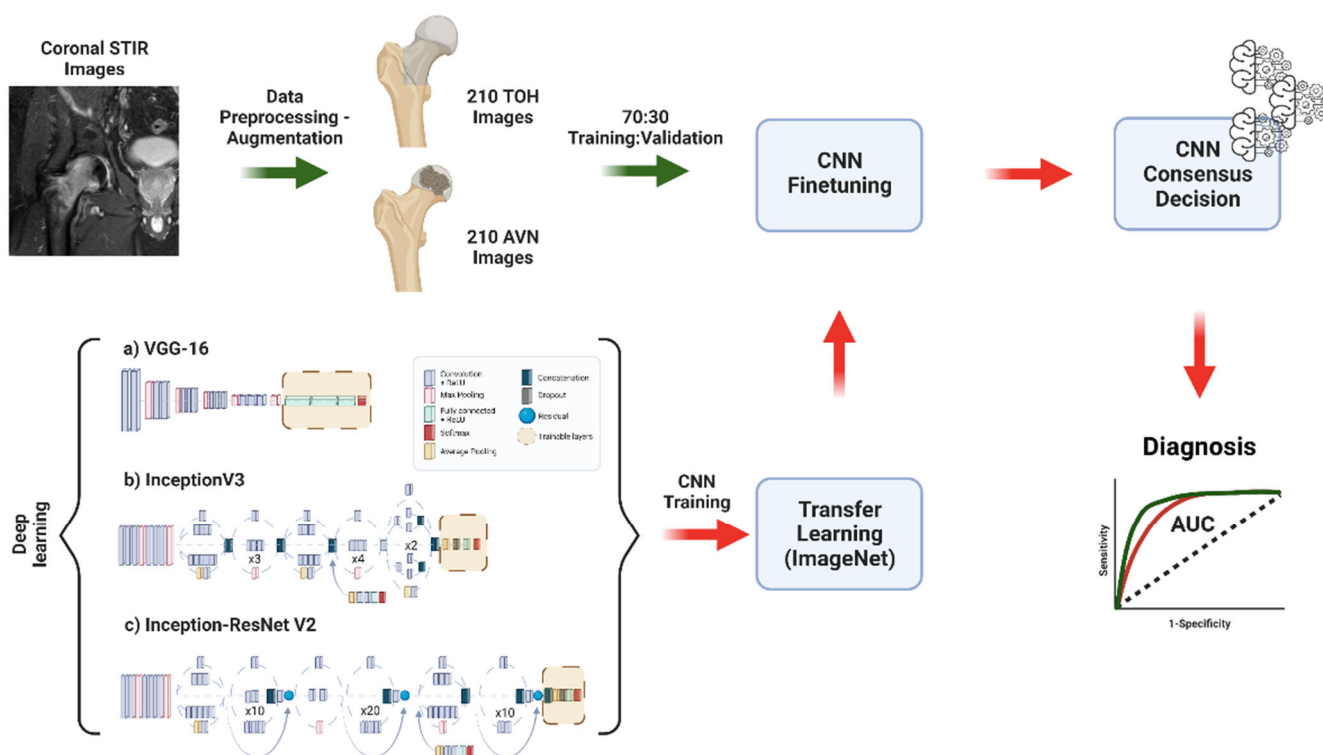 Coronal STIR
Images
Data
Preprocessing -
Augmentation
210 TOH
Images
210 AVN
Images
70:30
Training:Validation
CNN
Finetuning
CNN
Consensus
Decision
Deep
learning
a) VGG-16
Convolution
+ ReLU
Max Pooling
Fully connected
+ ReLU
Softmax
Average Pooling
Concatenation
Dropout
Residual
Trainable layers
b) InceptionV3
x3
x4
x2
c) Inception-ResNet V2
x10
x20
x10
CNN
Training
Transfer
Learning
(ImageNet)
Diagnosis
Sensitivity
AUC
1-Specificity